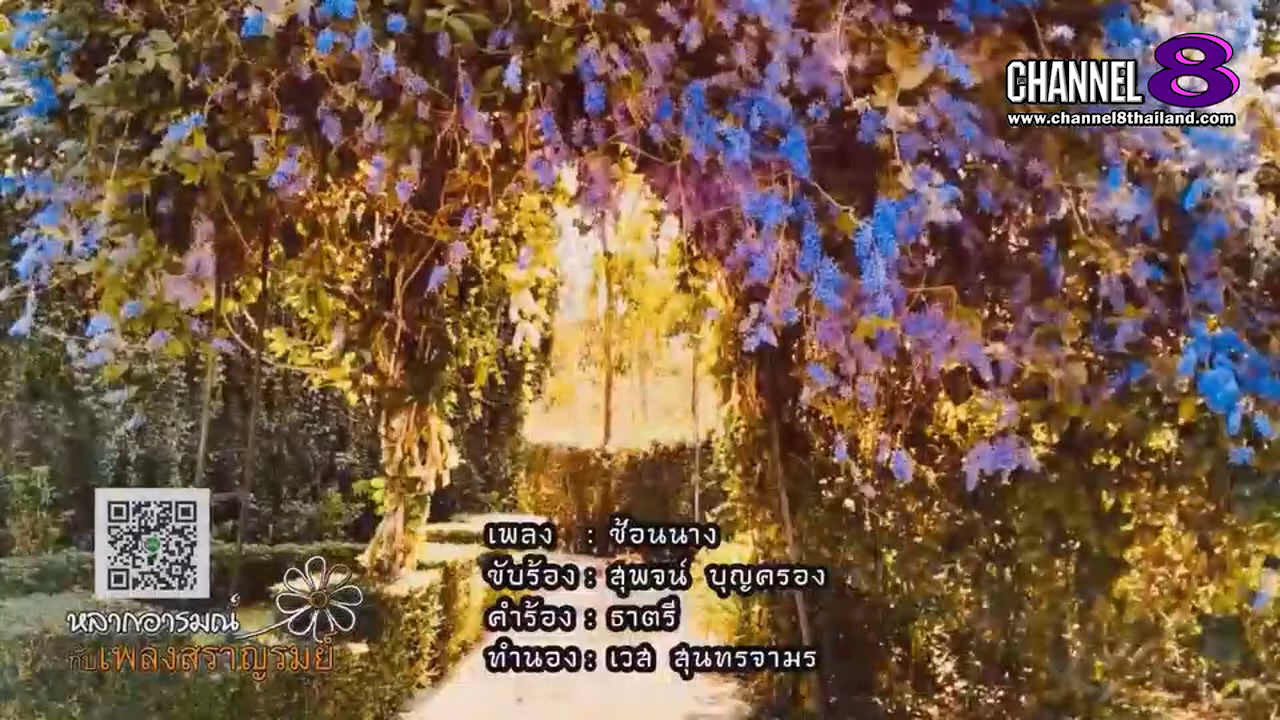 CHANNEL 8
www.channel8thailand.com
เพลง : ช้อนนาง
ขับร้อง : สุพจน์ บุญครอง
คำร้อง : ธาตรี
ทำนอง : เวส สุนทรจามร
หลากอารมณ์
กับเพลงสราญรมย์